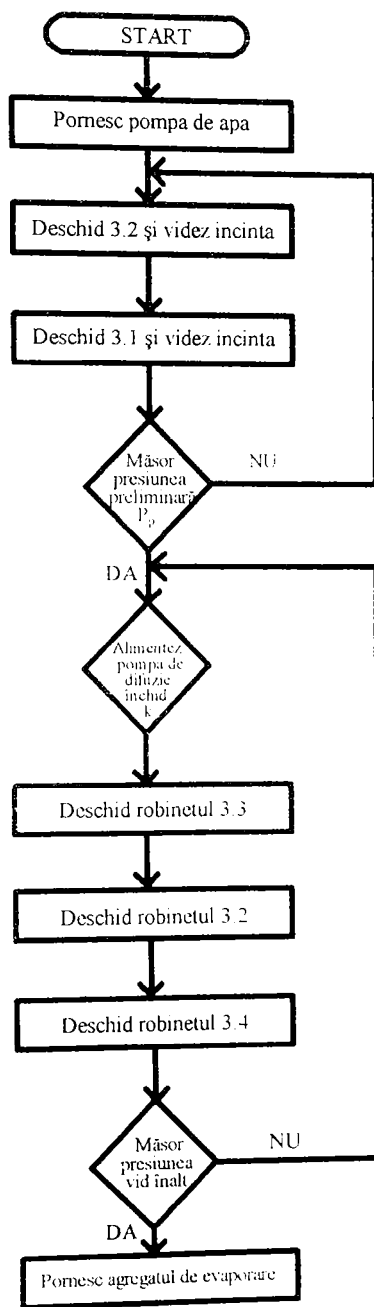 START
Pornesc pompa de apa
Deschid 3.2 şi videz incinta
Deschid 3.1 şi videz incinta
Măsor
presiunea
preliminară
Pp
NU
DA
Alimentez
pompa de
difuzie
închid
k
Deschid robinetul 3.3
Deschid robinetul 3.2
Deschid robinetul 3.4
Măsor
presiunea
vid înalt
NU
DA
Pornesc agregatul de evaporare